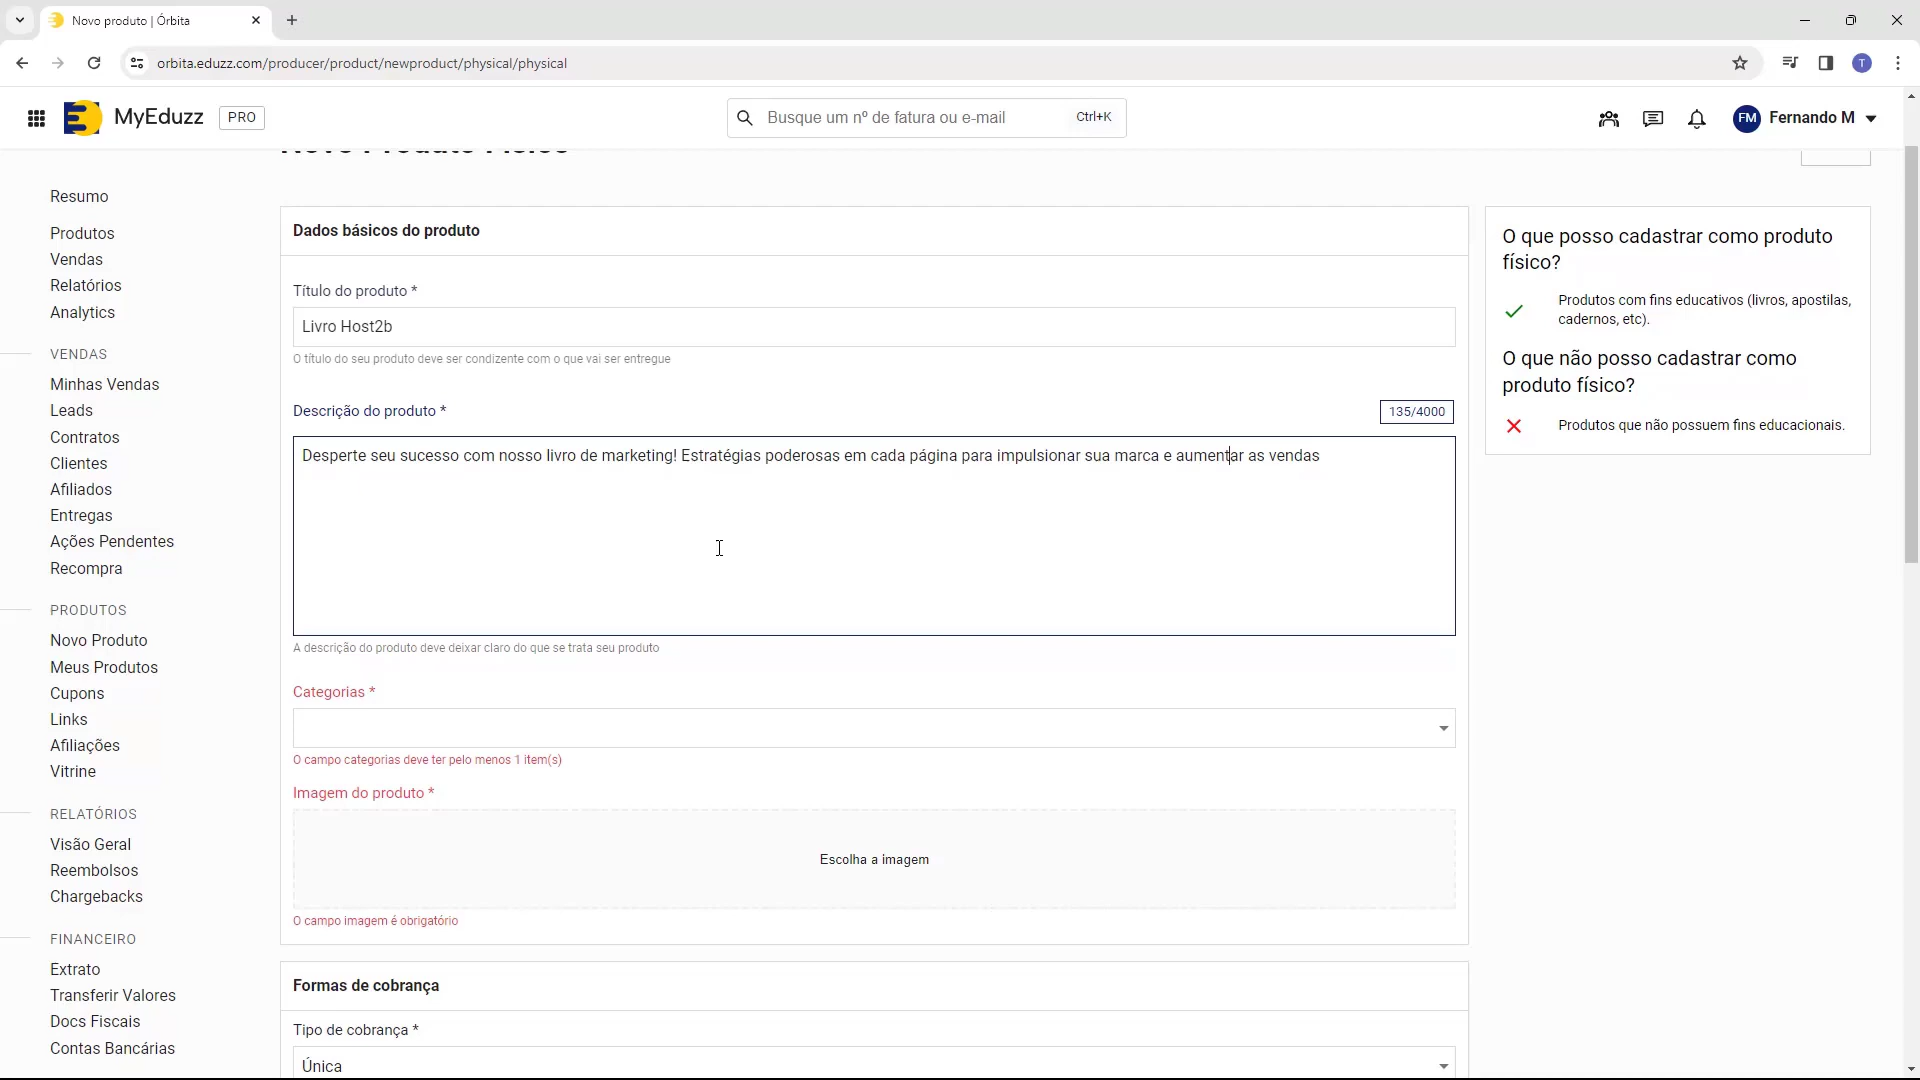 Novo produto | Órbita
orbita.eduzz.com/producer/product/newproduct/physical/physical
T
MyEduzz
PRO
Busque um nº de fatura ou e-mail
Ctrl+K
FM
Fernando M
Novo Produto Físico
Resumo
Produtos
Vendas
Relatórios
Analytics
VENDAS
Minhas Vendas
Leads
Contratos
Clientes
Afiliados
Entregas
Ações Pendentes
Recompra
PRODUTOS
Novo Produto
Meus Produtos
Cupons
Links
Afiliações
Vitrine
RELATÓRIOS
Visão Geral
Reembolsos
Chargebacks
FINANCEIRO
Extrato
Transferir Valores
Docs Fiscais
Contas Bancárias
Dados básicos do produto
Título do produto *
Livro Host2b
O título do seu produto deve ser condizente com o que vai ser entregue
Descrição do produto *
135/4000
Desperte seu sucesso com nosso livro de marketing! Estratégias poderosas em cada página para impulsionar sua marca e aumentar as vendas
A descrição do produto deve deixar claro do que se trata seu produto
Categorias *
O campo categorias deve ter pelo menos 1 item(s)
Imagem do produto *
Escolha a imagem
O campo imagem é obrigatório
Formas de cobrança
Tipo de cobrança *
Única
O que posso cadastrar como produto
físico?
Produtos com fins educativos (livros, apostilas,
cadernos, etc).
O que não posso cadastrar como
produto físico?
Produtos que não possuem fins educacionais.